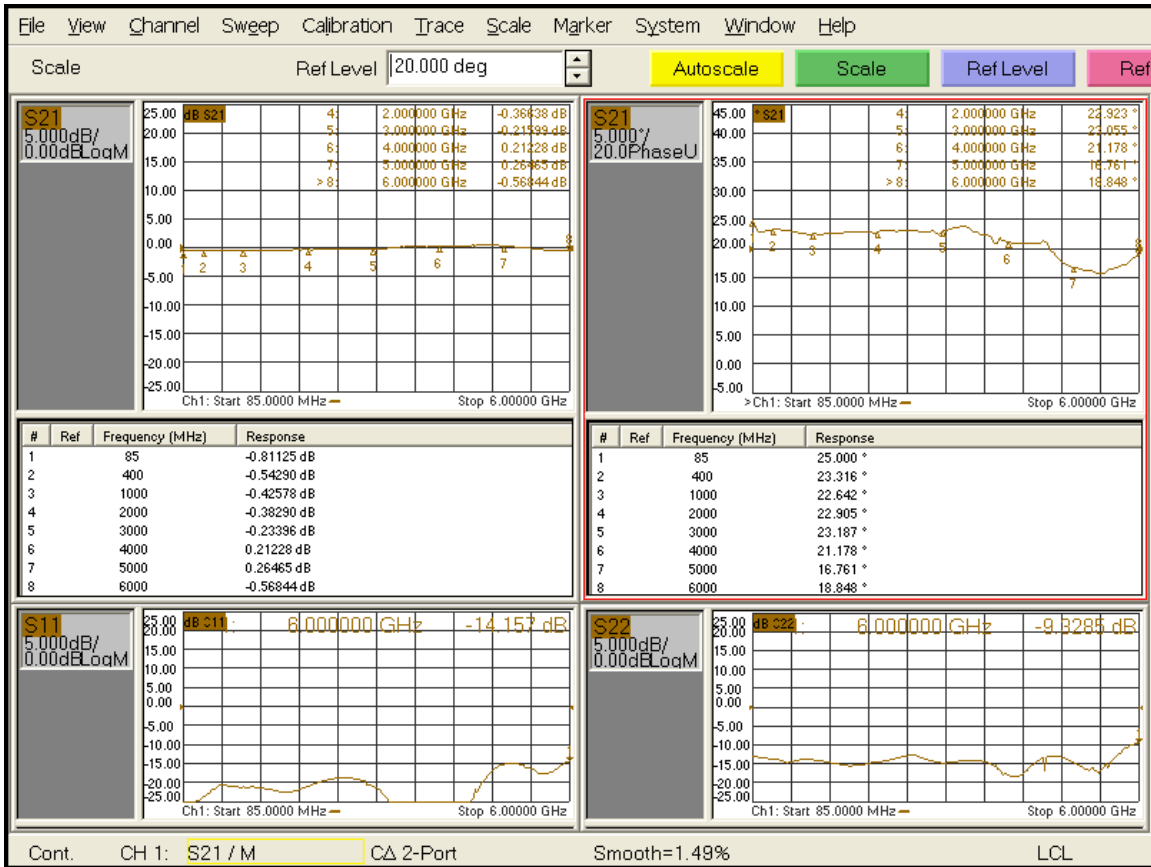 File View Channel Sweep Calibration Trace Scale Marker System Window Help
Scale Ref Level 20.000 deg Autoscale Scale Ref Level Ref
S21
5.000dB/
0.00dBLogM
25.00
20.00
15.00
10.00
5.00
0.00
-5.00
-10.00
-15.00
-20.00
-25.00
dB S21
4: 2.000000 GHz -0.36638 dB
5: 3.000000 GHz -0.21599 dB
6: 4.000000 GHz 0.21228 dB
7: 5.000000 GHz 0.26465 dB
> 8: 6.000000 GHz -0.56844 dB
1 2 3 4 5 6 7 8
Ch1: Start 85.0000 MHz Stop 6.00000 GHz
# Ref Frequency (MHz) Response
1 85 -0.81125 dB
2 400 -0.54290 dB
3 1000 -0.42578 dB
4 2000 -0.38290 dB
5 3000 -0.23396 dB
6 4000 0.21228 dB
7 5000 0.26465 dB
8 6000 -0.56844 dB
S21
5.000°/
20.0PhaseU
45.00
40.00
35.00
30.00
25.00
20.00
15.00
10.00
5.00
0.00
-5.00
° S21
4: 2.000000 GHz 22.923 °
5: 3.000000 GHz 23.055 °
6: 4.000000 GHz 21.178 °
7: 5.000000 GHz 16.761 °
> 8: 6.000000 GHz 18.848 °
2 3 4 5 6 7 8
>Ch1: Start 85.0000 MHz Stop 6.00000 GHz
# Ref Frequency (MHz) Response
1 85 25.000 °
2 400 23.316 °
3 1000 22.642 °
4 2000 22.905 °
5 3000 23.187 °
6 4000 21.178 °
7 5000 16.761 °
8 6000 18.848 °
S11
5.000dB/
0.00dBLogM
25.00
20.00
15.00
10.00
5.00
0.00
-5.00
-10.00
-15.00
-20.00
-25.00
dB S11 : 6.000000 GHz -14.157 dB
Ch1: Start 85.0000 MHz Stop 6.00000 GHz
S22
5.000dB/
0.00dBLogM
25.00
20.00
15.00
10.00
5.00
0.00
-5.00
-10.00
-15.00
-20.00
-25.00
dB S22 : 6.000000 GHz -9.3285 dB
Ch1: Start 85.0000 MHz Stop 6.00000 GHz
Cont. CH 1: S21 / M CΔ 2-Port Smooth=1.49% LCL